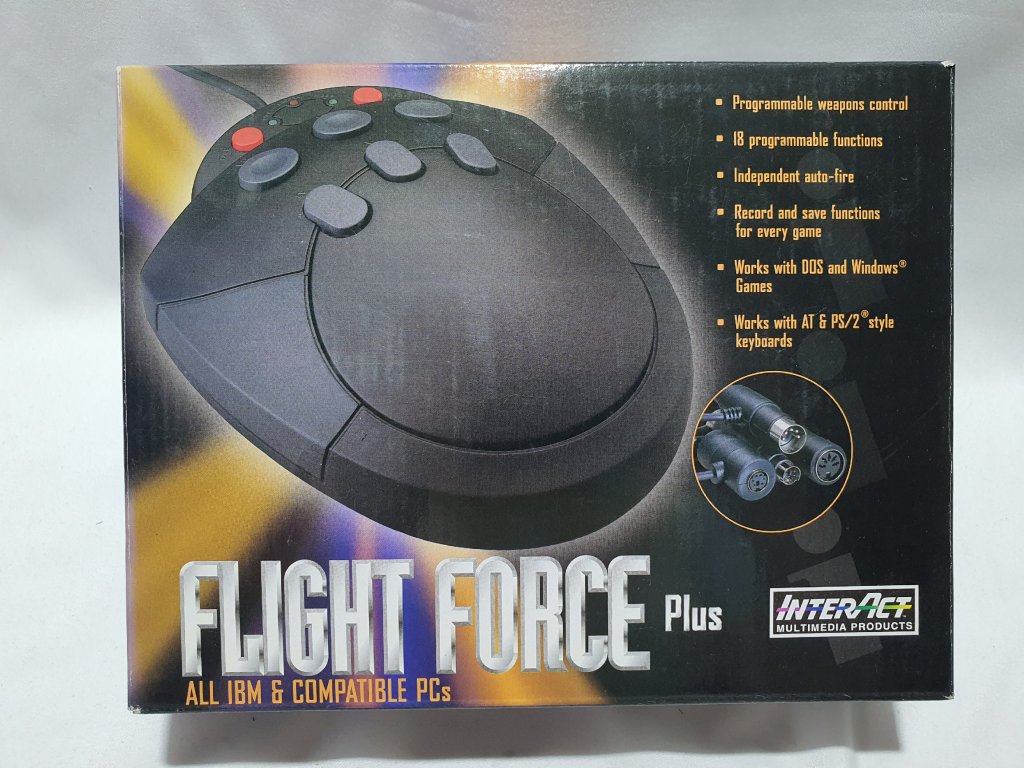 • Programmable weapons control
• 18 programmable functions
• Independent auto-fire
• Record and save functions
for every game
• Works with DOS and Windows®
Games
• Works with AT & PS/2® style
keyboards
FLIGHT FORCE Plus
ALL IBM & COMPATIBLE PCs
INTERACT
MULTIMEDIA PRODUCTS